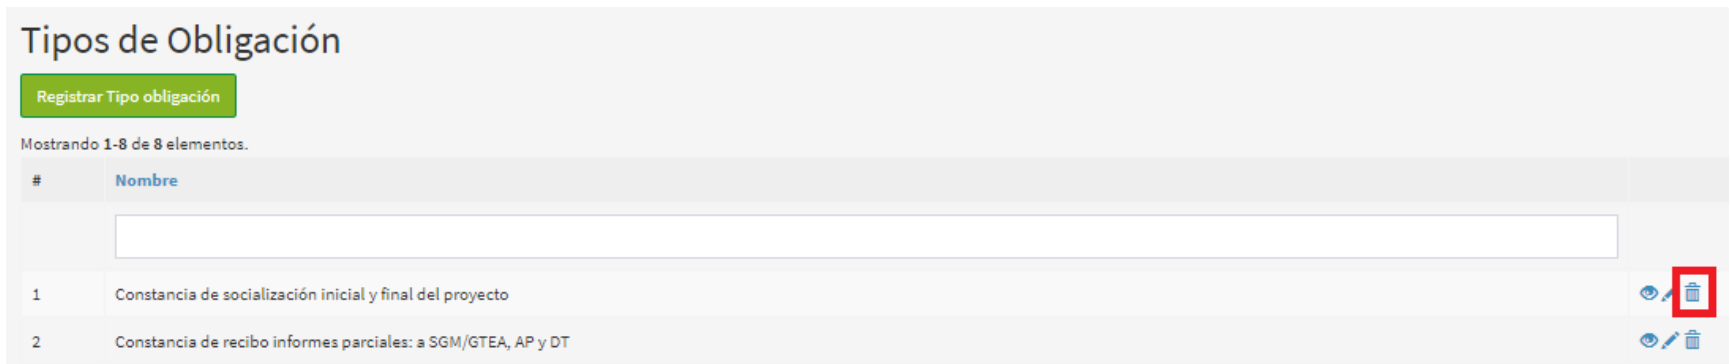 Tipos de Obligación
Registrar Tipo obligación
Mostrando 1-8 de 8 elementos.
# Nombre
1 Constancia de socialización inicial y final del proyecto
2 Constancia de recibo informes parciales: a SGM/GTEA, AP y DT